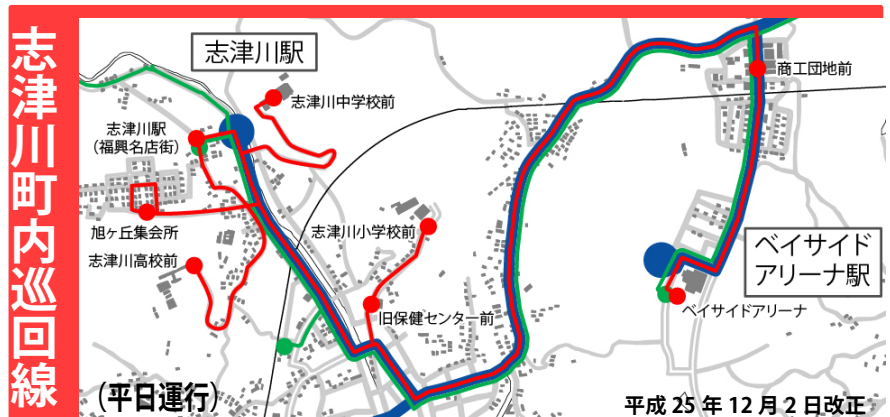 志津川町内巡回線
志津川駅
志津川中学校前
商工団地前
志津川駅
（福興名店街）
旭ヶ丘集会所
志津川小学校前
志津川高校前
ベイサイド
アリーナ駅
旧保健センター前
ベイサイドアリーナ
（平日運行）
平成 25 年 12 月 2 日改正